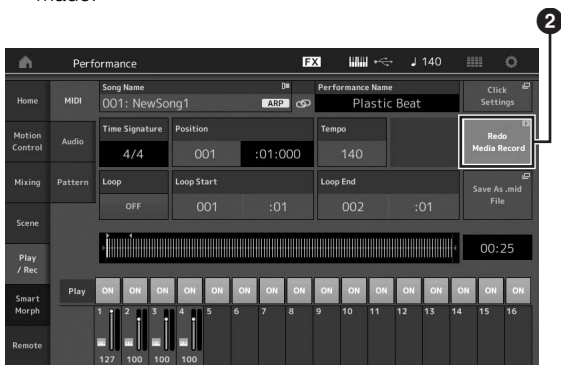 made.
2
Performance FX 140
Home MIDI Song Name 001: NewSong1 ARP Performance Name Plastic Beat Click Settings
Motion Control Audio Time Signature 4/4 Position 001 :01:000 Tempo 140 Redo Media Record
Mixing Pattern Loop OFF Loop Start 001 :01 Loop End 002 :01 Save As .mid File
Scene
Play / Rec 00:25
Smart Morph Play ON ON ON ON ON ON ON ON ON ON ON ON ON ON ON ON
1 2 3 4 5 6 7 8 9 10 11 12 13 14 15 16
Remote 127 100 100 100